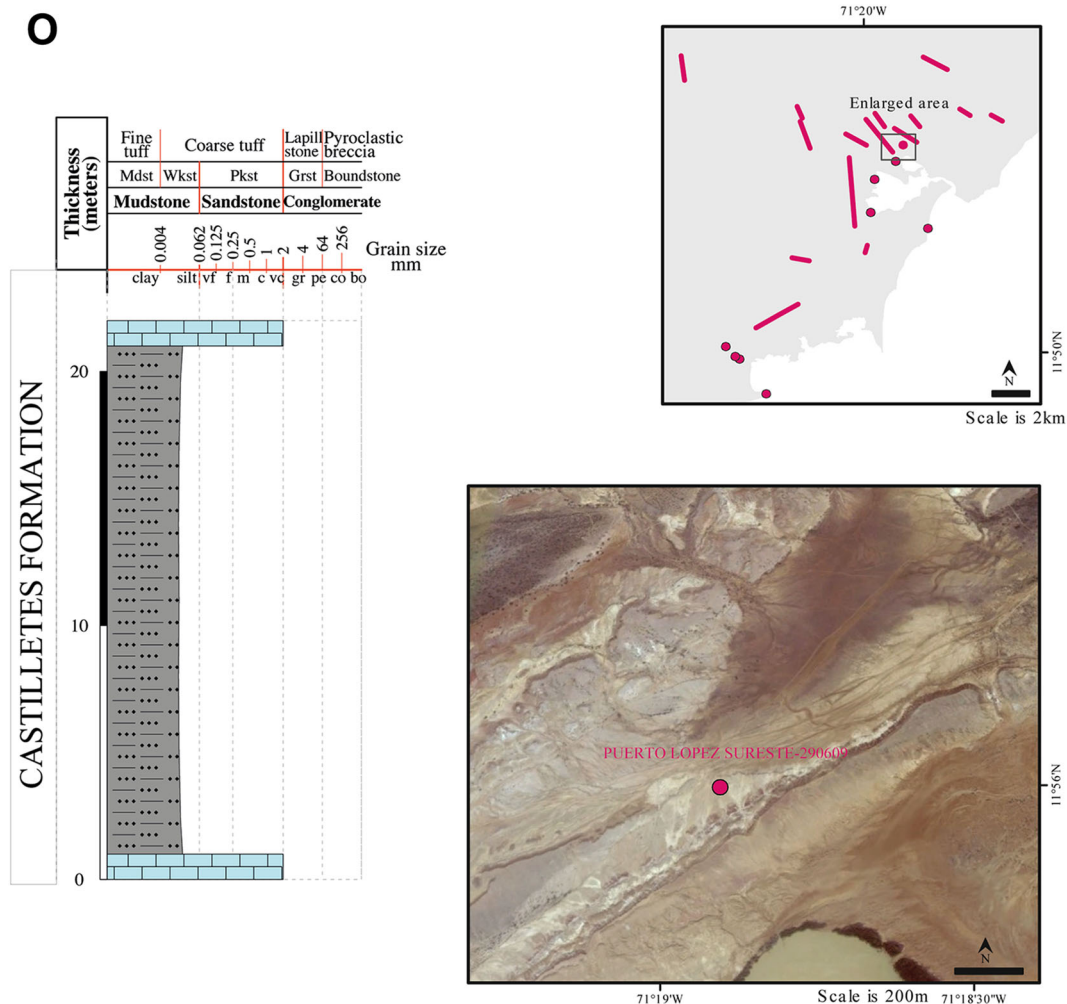 O
71°20'W
Enlarged area
11°50'N
N
Scale is 2km
Thickness
(meters)
Fine
tuff
Coarse tuff
Lapill
stone
Pyroclastic
breccia
Mdst
Wkst
Pkst
Grst
Boundstone
Mudstone
Sandstone
Conglomerate
0.004
0.062
0.125
0.25
0.5
1
2
4
64
256
Grain size
mm
clay
silt
vf
f
m
c
vc
gr
pe
co
bo
CASTILLETES FORMATION
20
10
0
PUERTO LOPEZ SURESTE-290609
11°56'N
N
71°19'W
Scale is 200m
71°18'30"W